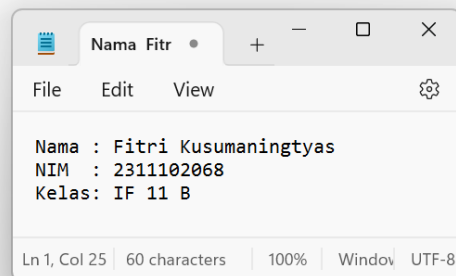 Nama Fitr
File Edit View
Nama : Fitri Kusumaningtyas
NIM : 2311102068
Kelas: IF 11 B
Ln 1, Col 25 60 characters 100% Window UTF-8